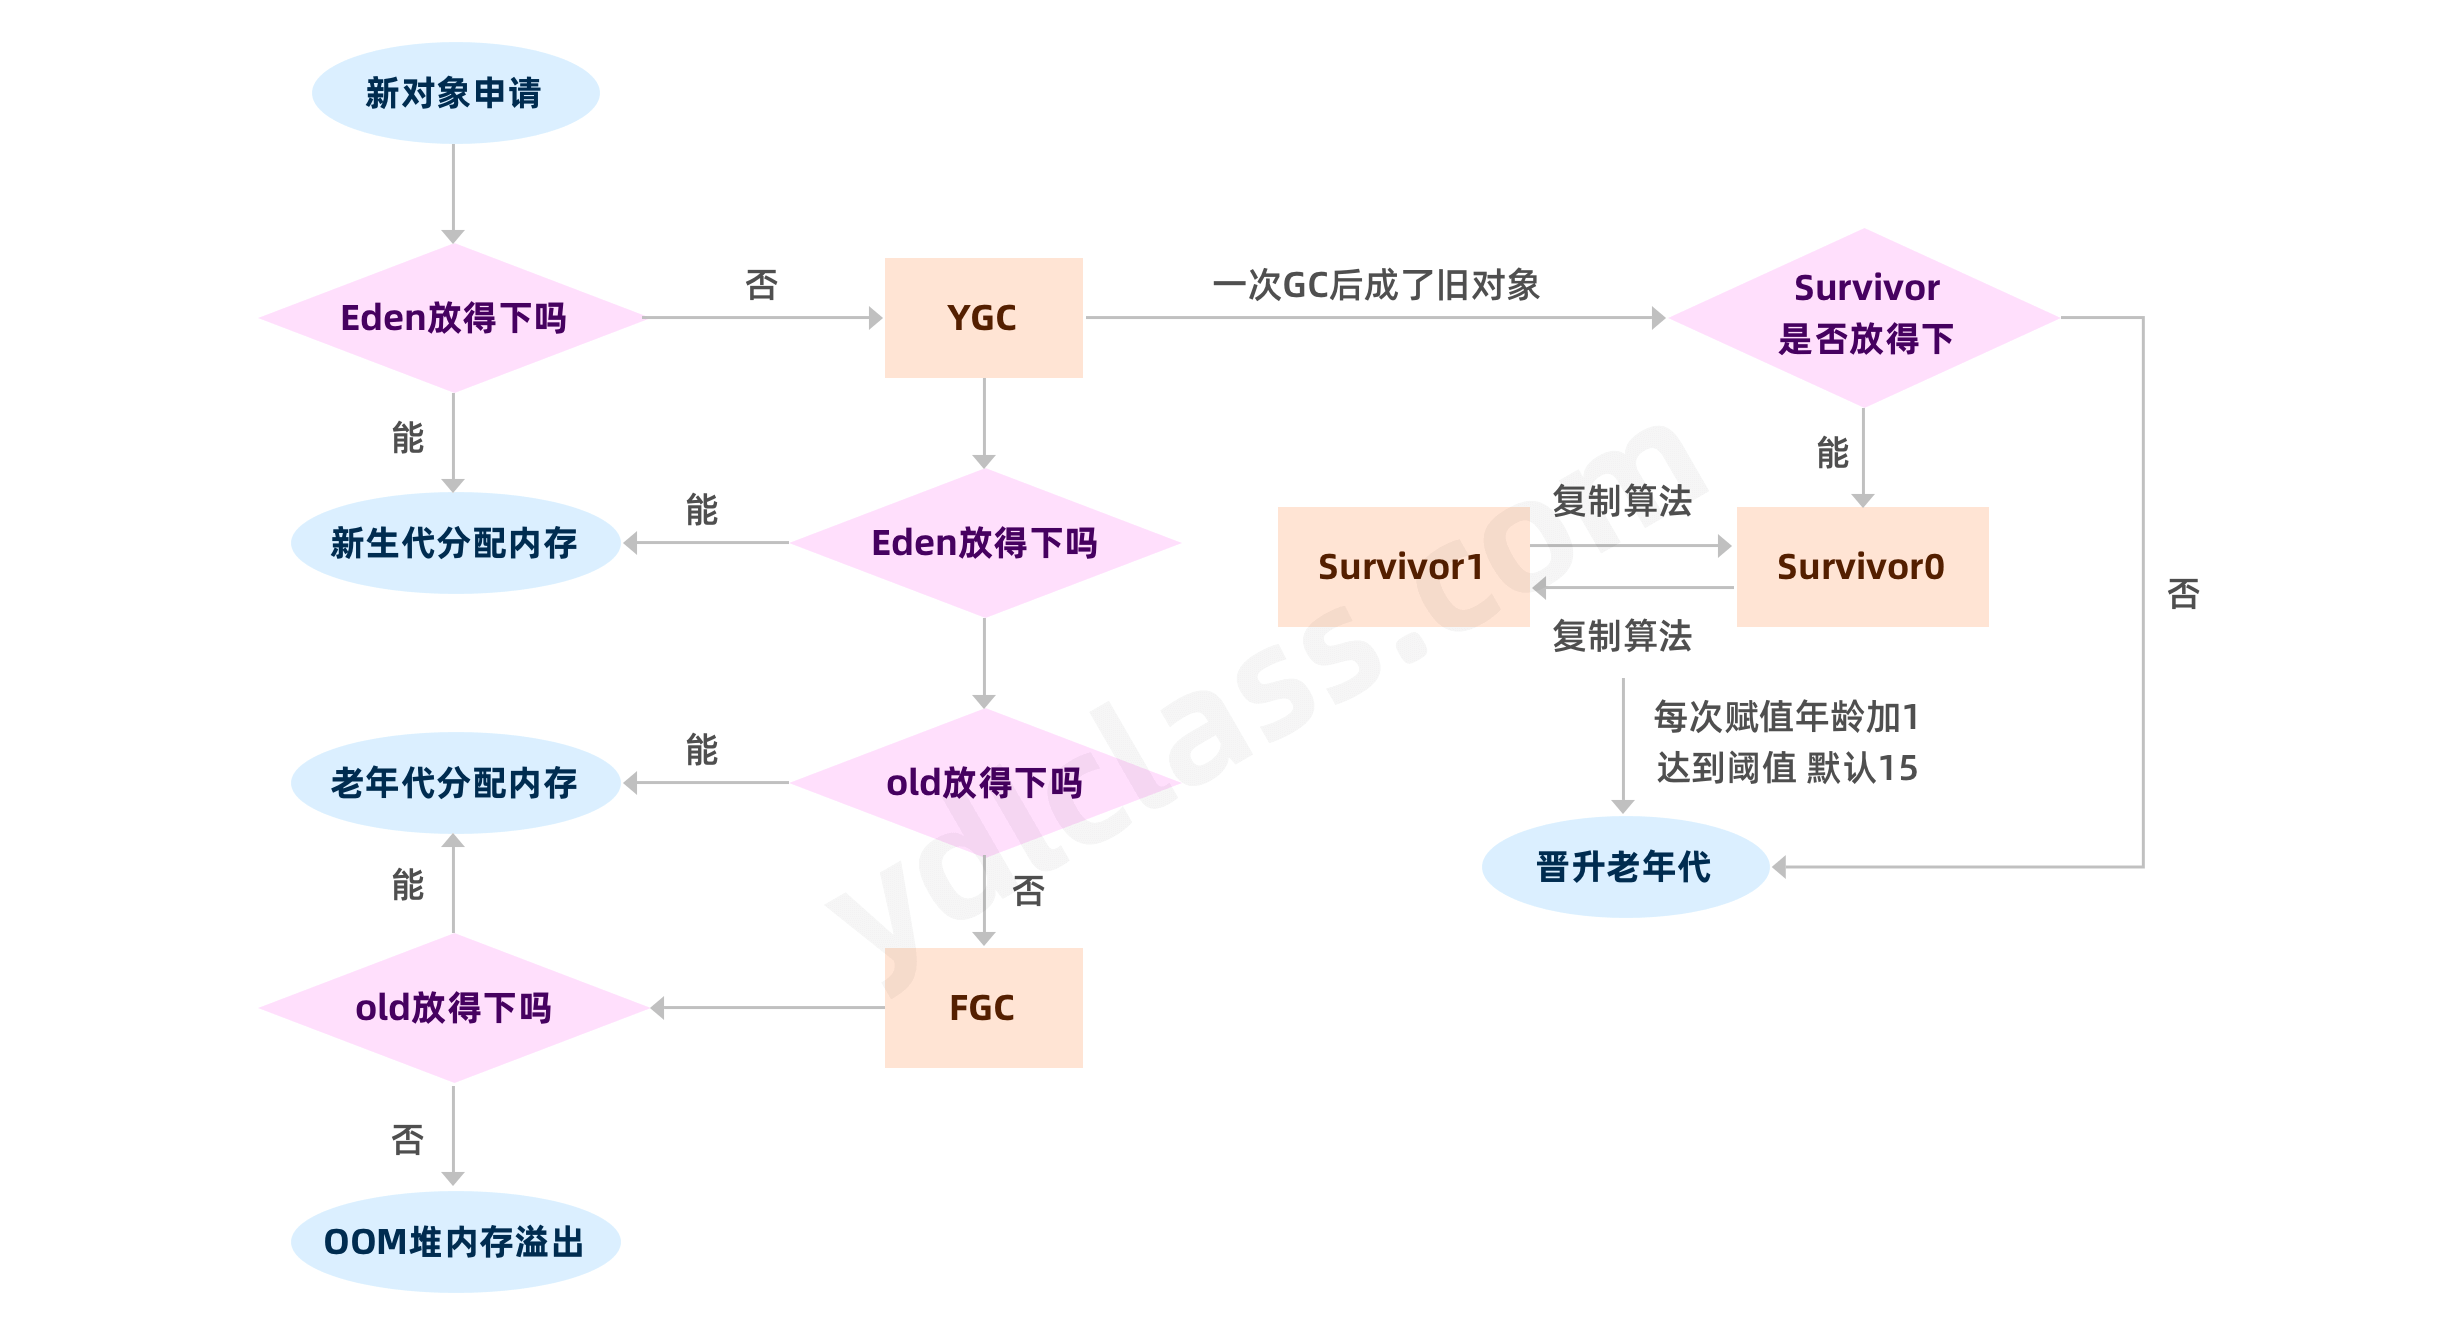 新对象申请
Eden放得下吗
否
YGC
一次GC后成了旧对象
Survivor
是否放得下
能
能
新生代分配内存
能
Eden放得下吗
Survivor1
复制算法
Survivor0
复制算法
否
老年代分配内存
能
old放得下吗
每次赋值年龄加1
达到阈值 默认15
晋升老年代
能
否
old放得下吗
FGC
否
OOM堆内存溢出
ydlclass.com